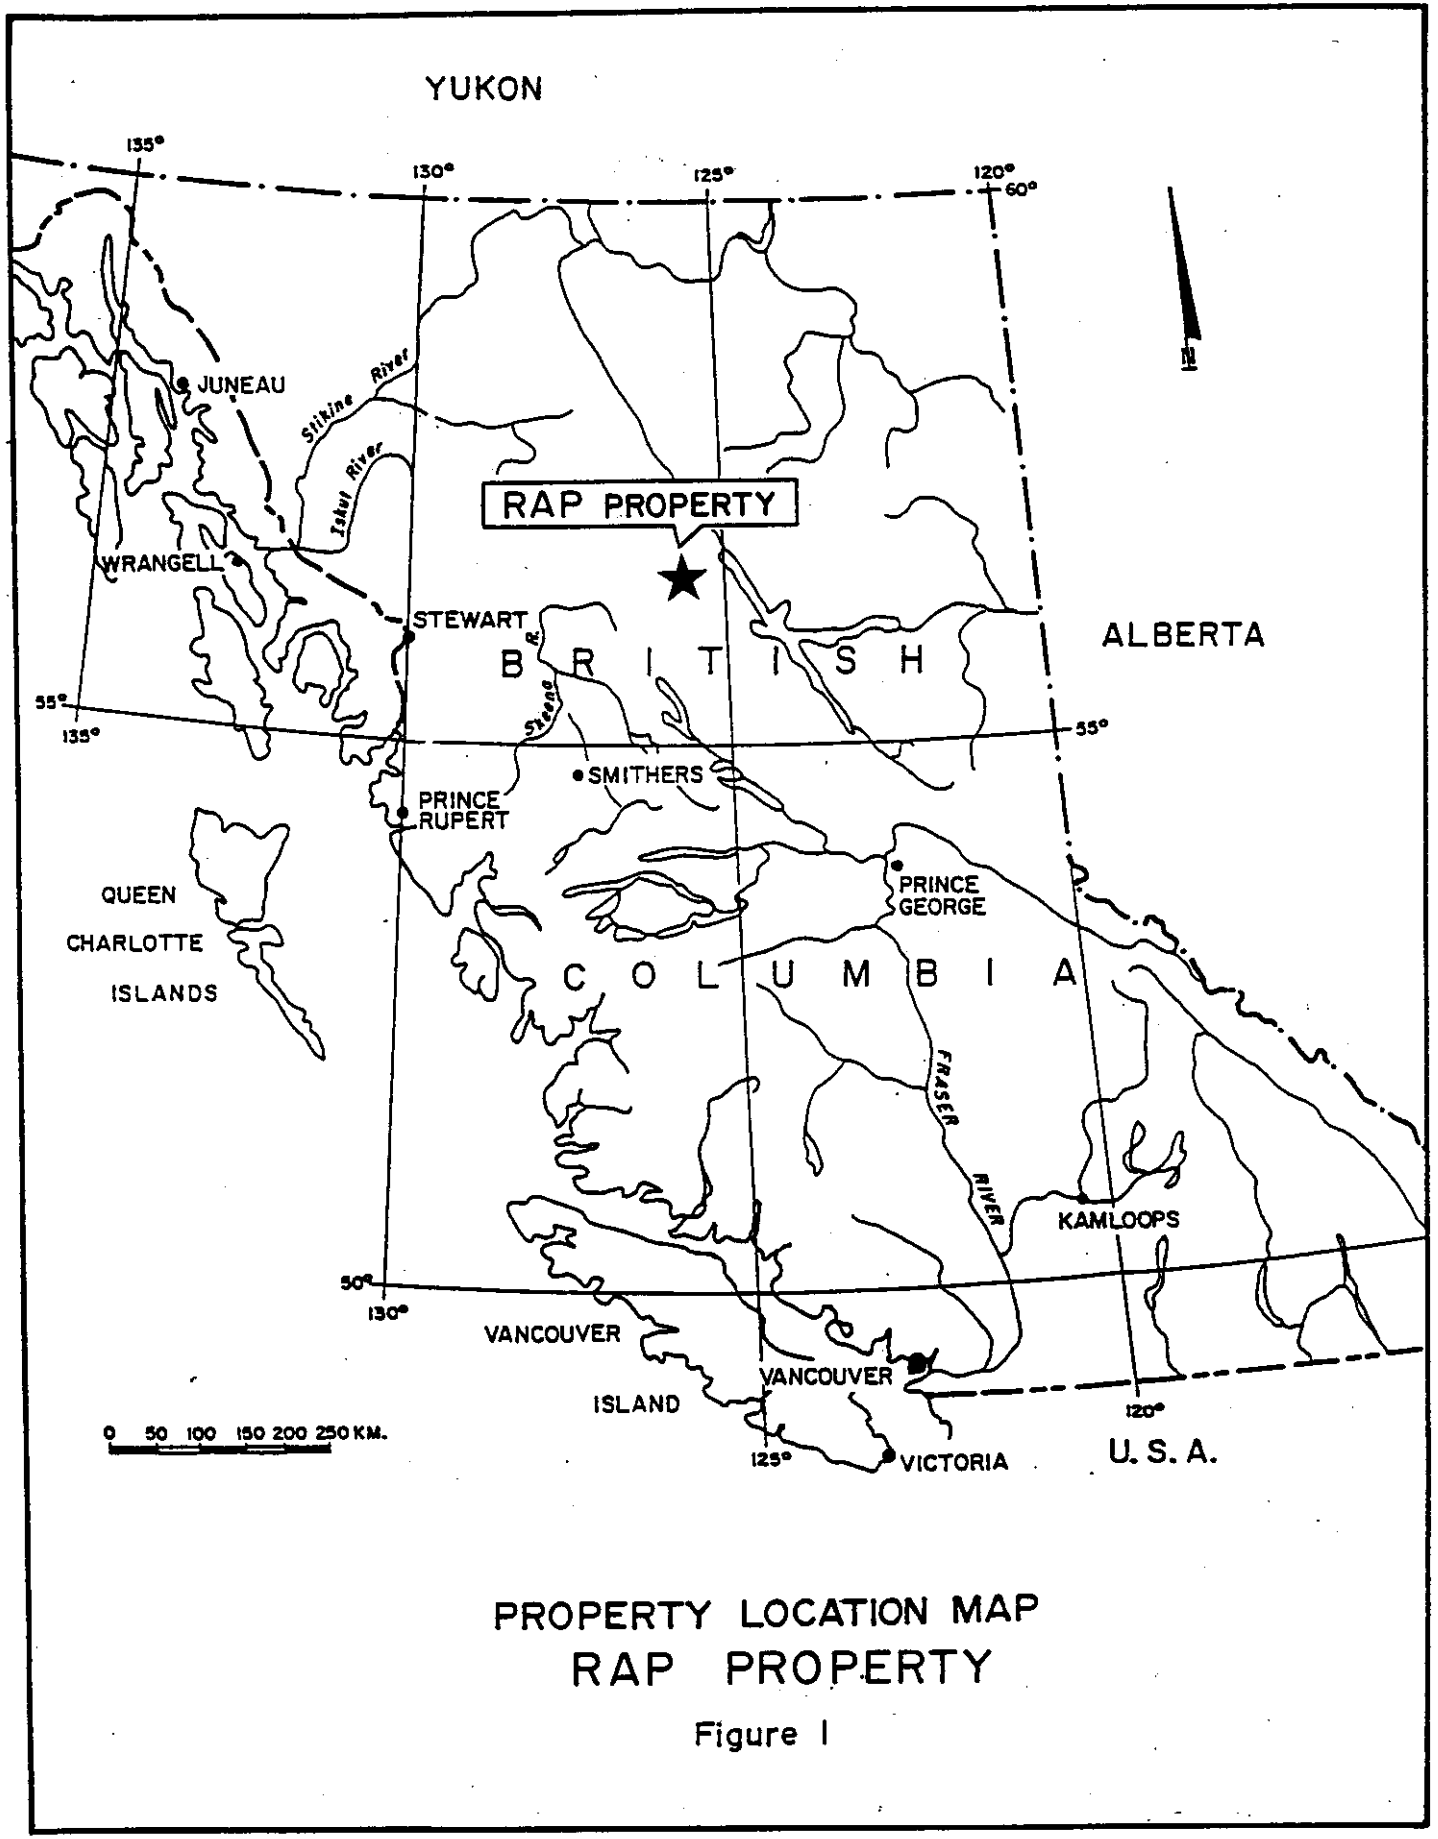 YUKON
135°
130°
125°
120°
60°
N
JUNEAU
Stikine River
Iskut River
RAP PROPERTY
WRANGELL
STEWART
ALBERTA
BRITISH
Skeena R.
55°
135°
55°
SMITHERS
PRINCE
RUPERT
PRINCE
GEORGE
QUEEN
CHARLOTTE
ISLANDS
COLUMBIA
FRASER RIVER
KAMLOOPS
50°
130°
VANCOUVER
ISLAND
VANCOUVER
120°
125°
VICTORIA
U.S.A.
0 50 100 150 200 250 KM.
PROPERTY LOCATION MAP
RAP PROPERTY
Figure 1